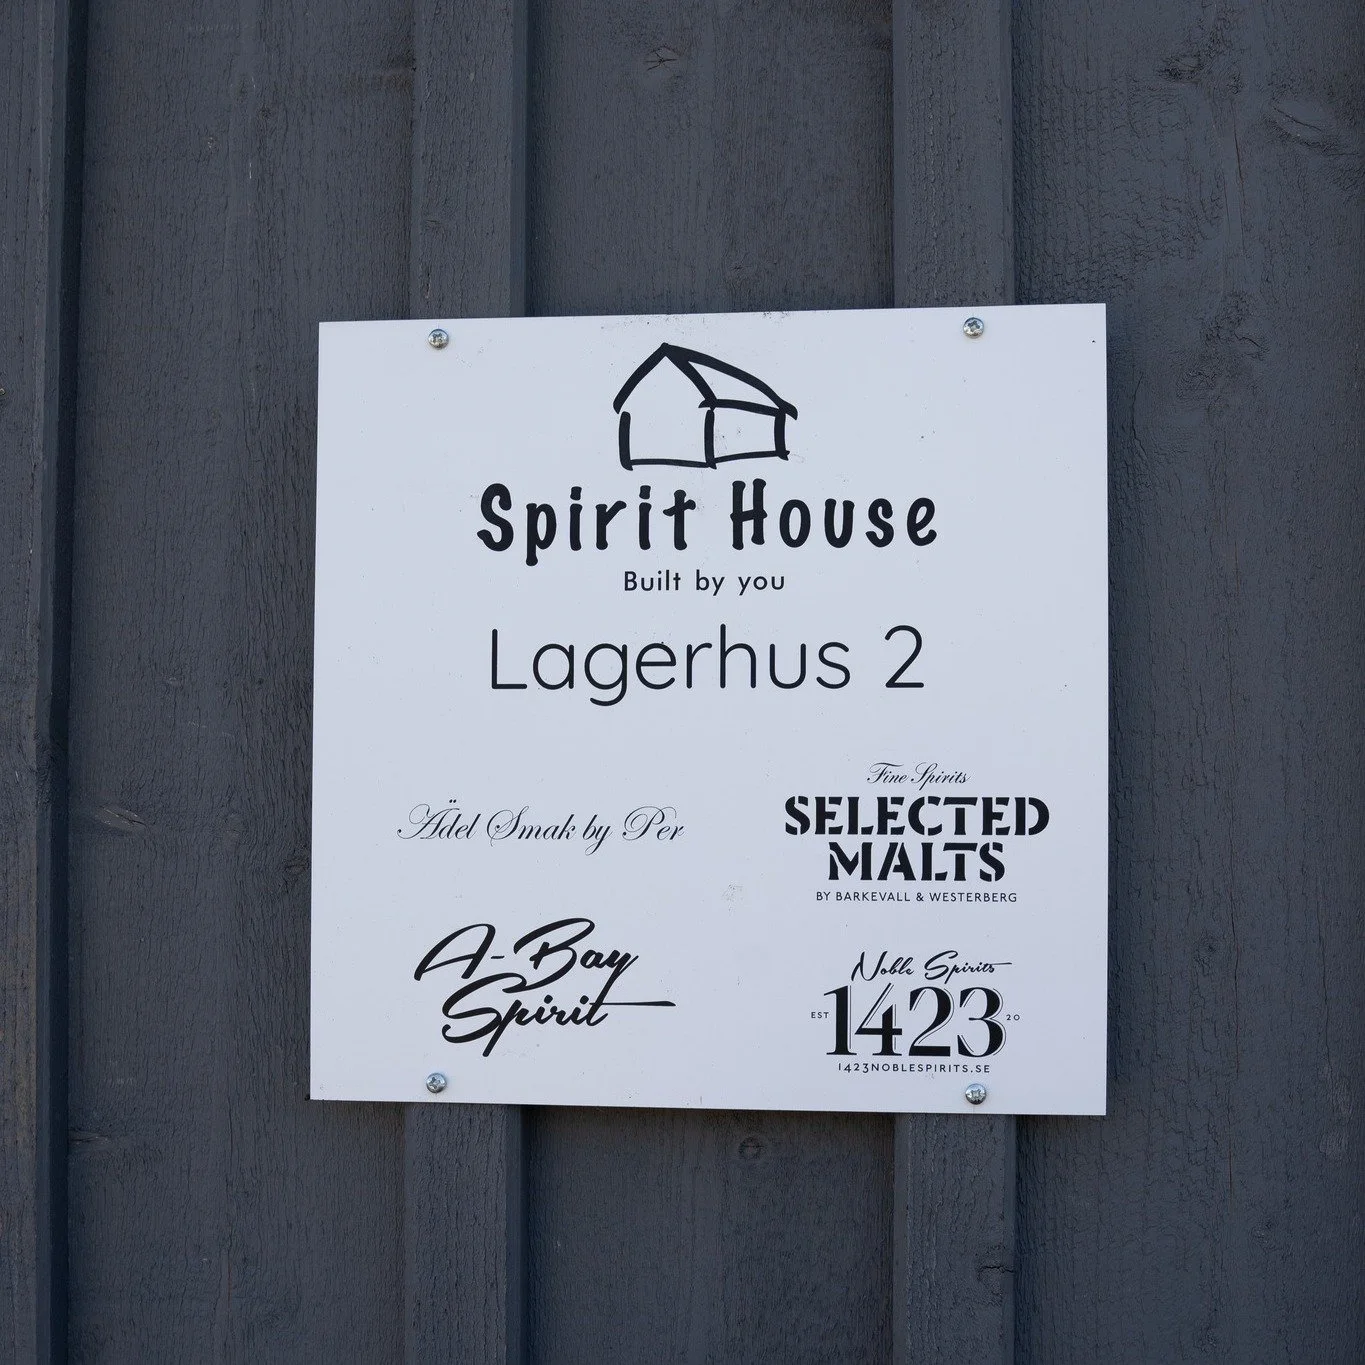 Spirit House
Built by you
Lagerhus 2
Ädel Smak by Per
Fine Spirits
SELECTED
MALTS
BY BARKEVALL & WESTERBERG
A-Bay
Spirit
Noble Spirits
EST 1423 20
1423NOBLESPIRITS.SE